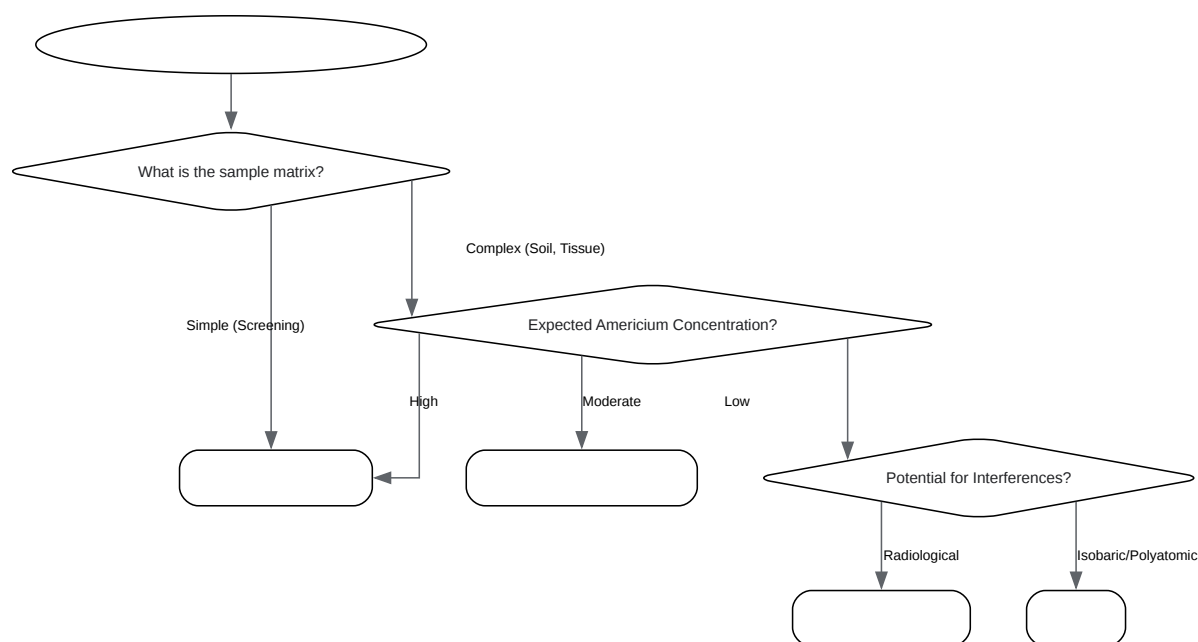 What is the sample matrix?
Complex (Soil, Tissue)
Simple (Screening)
Expected Americium Concentration?
High
Moderate
Low
Potential for Interferences?
Radiological
Isobaric/Polyatomic